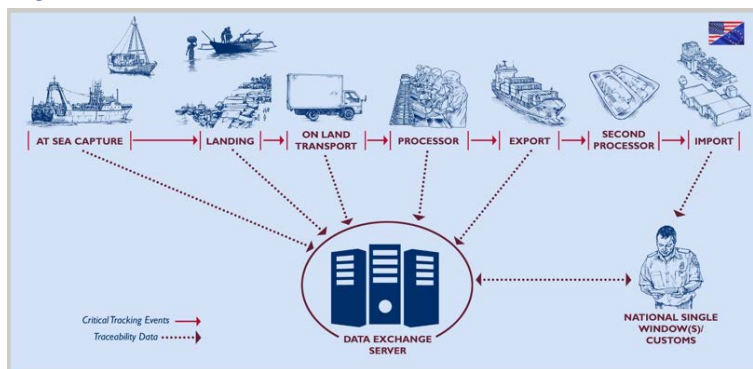 AT SEA CAPTURE
LANDING
ON LAND
TRANSPORT
PROCESSOR
EXPORT
SECOND
PROCESSOR
IMPORT
Critical Tracking Events
Traceability Data
DATA EXCHANGE
SERVER
NATIONAL SINGLE
WINDOW(S)/
CUSTOMS